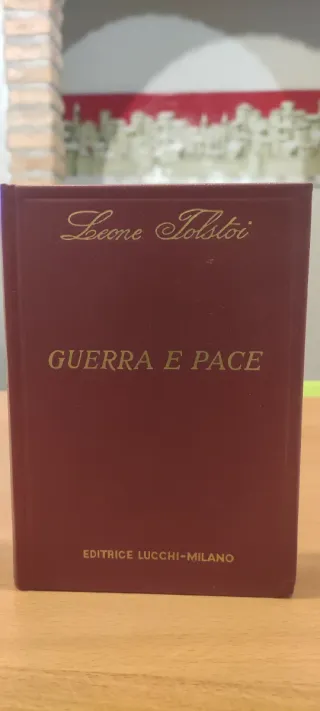 Leone Tolstoi
GUERRA E PACE
EDITRICE LUCCHI-MILANO